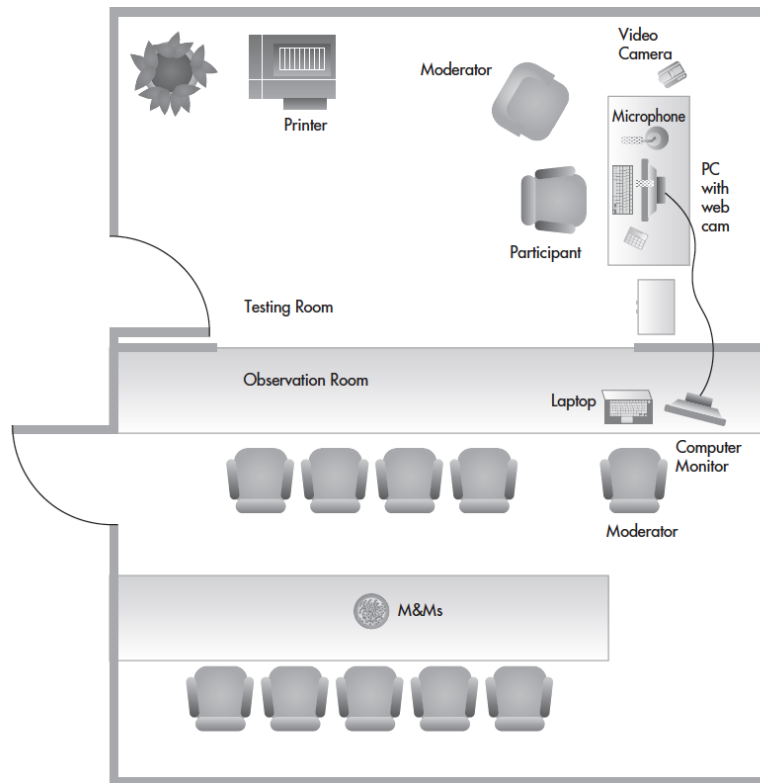 Video
Camera
Moderator
Printer
Microphone
PC
with
web
cam
Participant
Testing Room
Observation Room
Laptop
Computer
Monitor
Moderator
M&Ms